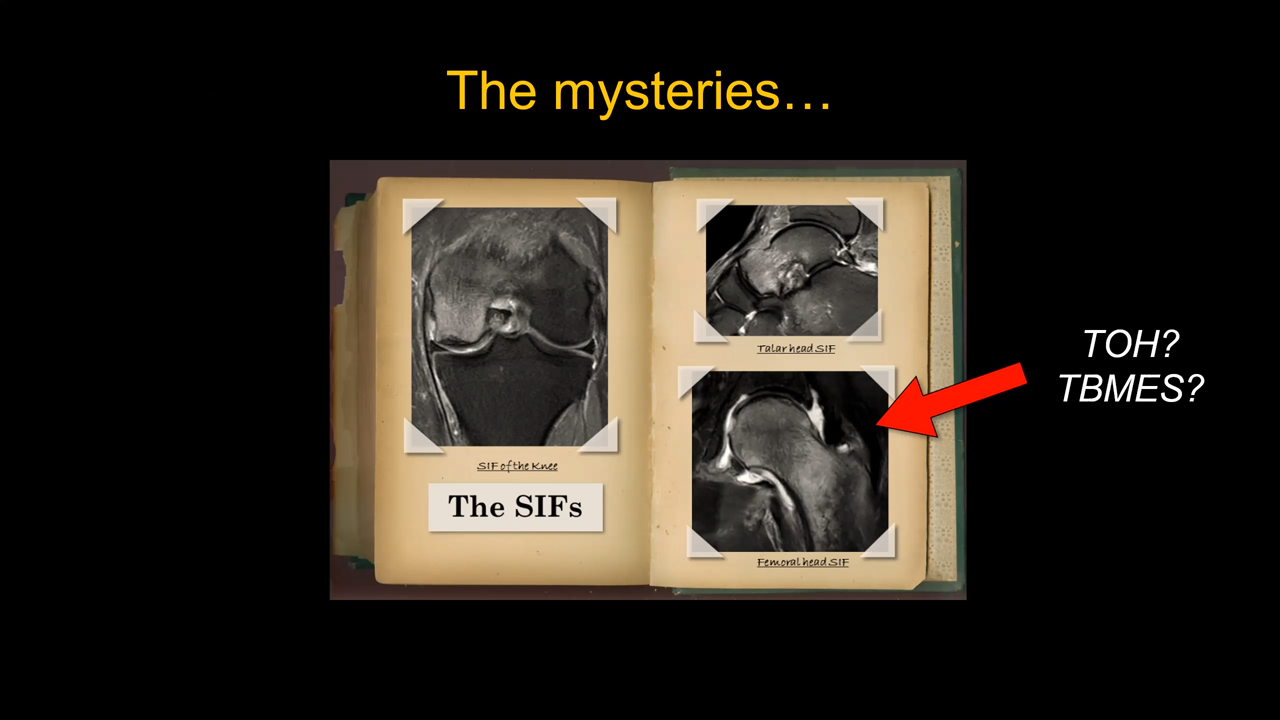 The mysteries…
SIF of the Knee
The SIFs
Talar head SIF
Femoral head SIF
TOH?
TBMES?